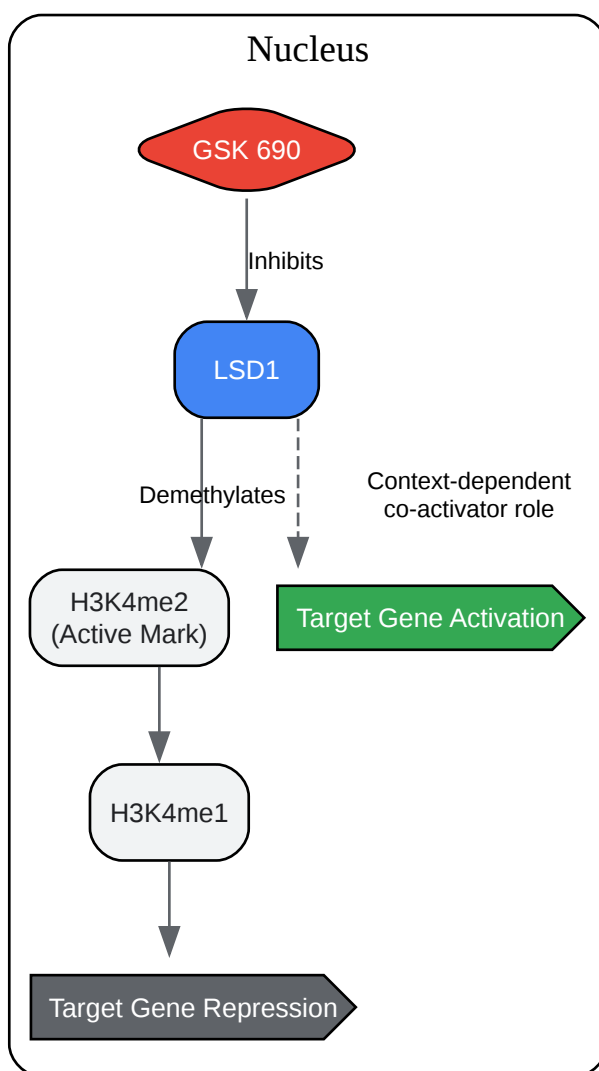 Nucleus
GSK 690
Inhibits
LSD1
Demethylates
Context-dependent
co-activator role
H3K4me2
(Active Mark)
Target Gene Activation
H3K4me1
Target Gene Repression